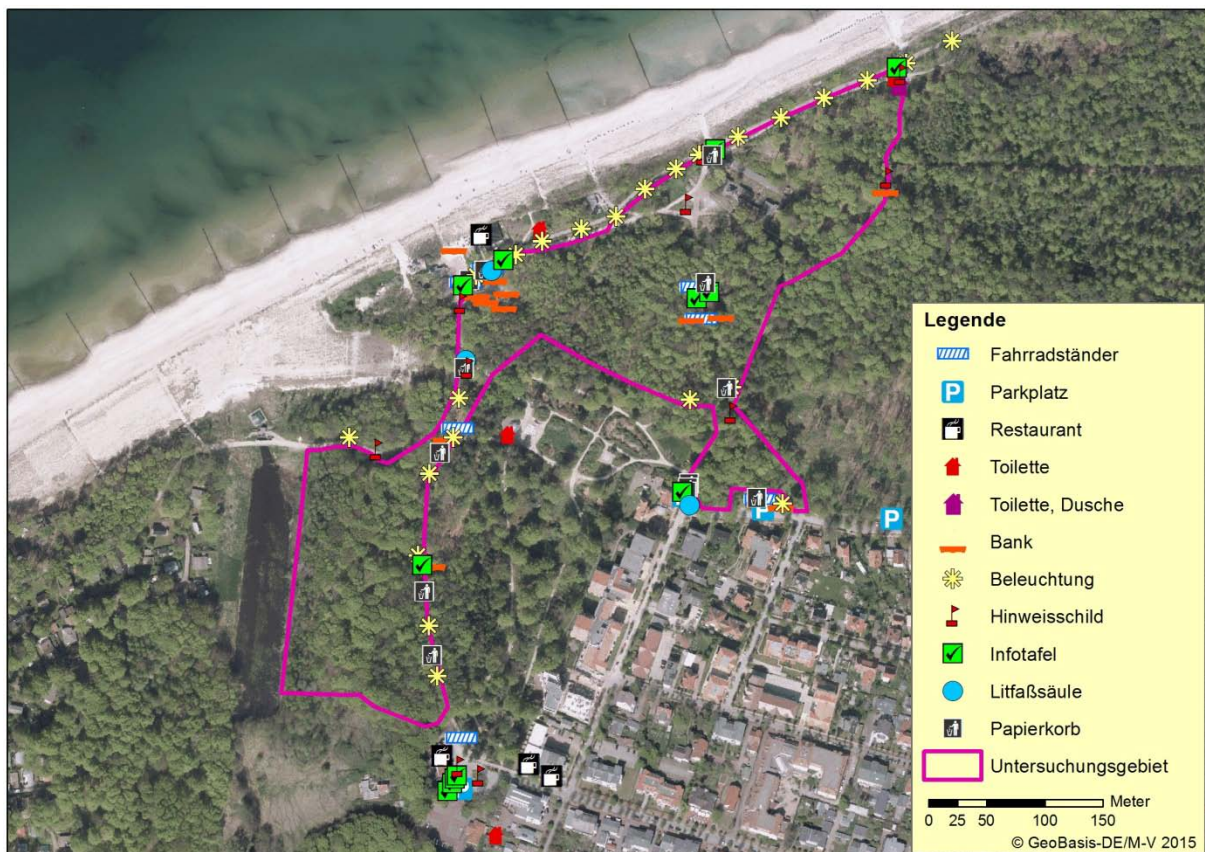 Legende
Fahrradständer
P Parkplatz
Restaurant
Toilette
Toilette, Dusche
Bank
Beleuchtung
Hinweisschild
Infotafel
Litfaßsäule
Papierkorb
Untersuchungsgebiet
Meter
0 25 50 100 150
© GeoBasis-DE/M-V 2015
P
P